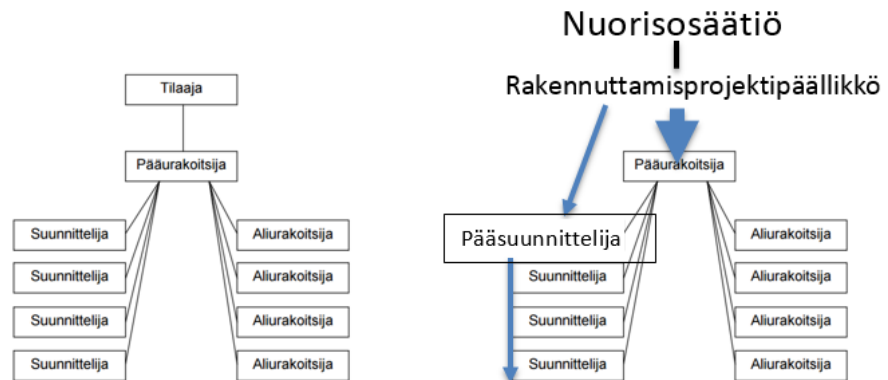 Tilaaja
Pääurakoitsija
Suunnittelija
Aliurakoitsija
Suunnittelija
Aliurakoitsija
Suunnittelija
Aliurakoitsija
Suunnittelija
Aliurakoitsija
Nuorisosäätiö
Rakennuttamisprojektipäällikkö
Pääurakoitsija
Pääsuunnittelija
Aliurakoitsija
Suunnittelija
Aliurakoitsija
Suunnittelija
Aliurakoitsija
Suunnittelija
Aliurakoitsija